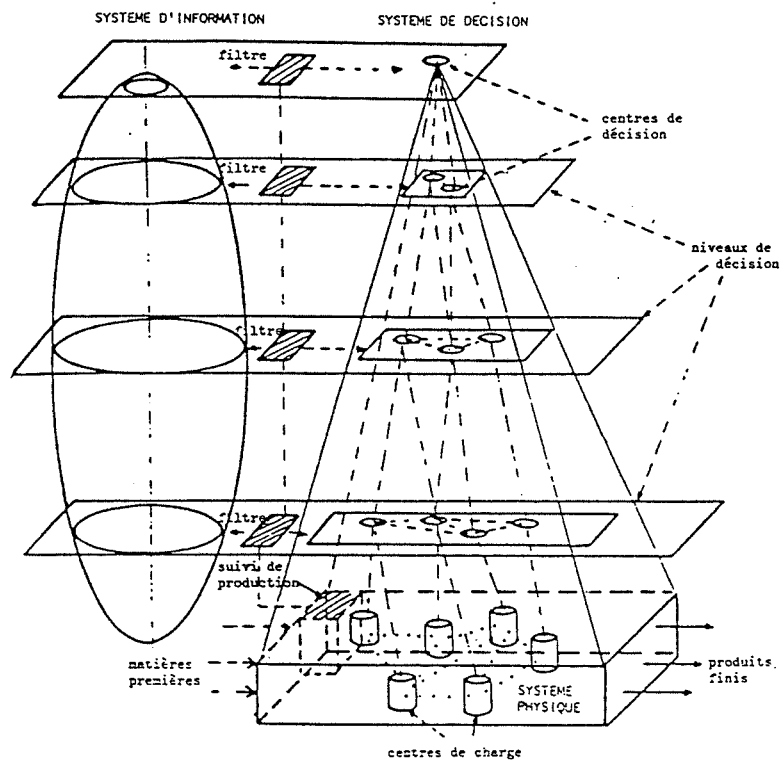 SYSTEME D'INFORMATION
SYSTEME DE DECISION
filtre
centres de
décision
filtre
niveaux de
décision
filtre
filtre
suivi de
production
matières
premières
produits
finis
SYSTEME
PHYSIQUE
centres de charge